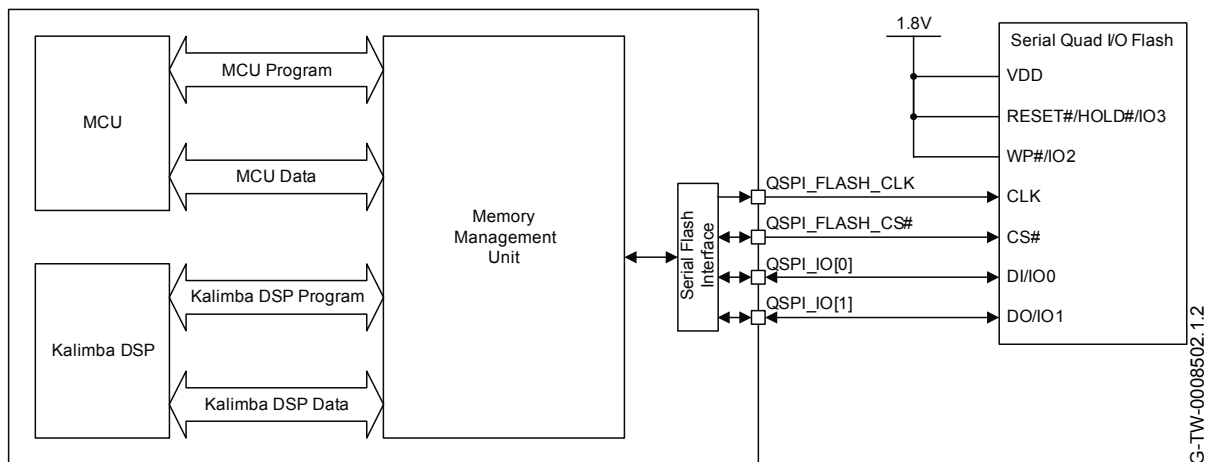 MCU
MCU Program
MCU Data
Kalimba DSP
Kalimba DSP Program
Kalimba DSP Data
Memory
Management
Unit
Serial Flash
Interface
QSPI_FLASH_CLK
QSPI_FLASH_CS#
QSPI_IO[0]
QSPI_IO[1]
1.8V
Serial Quad I/O Flash
VDD
RESET#/HOLD#/IO3
WP#/IO2
CLK
CS#
DI/IO0
DO/IO1
G-TW-0008502.1.2